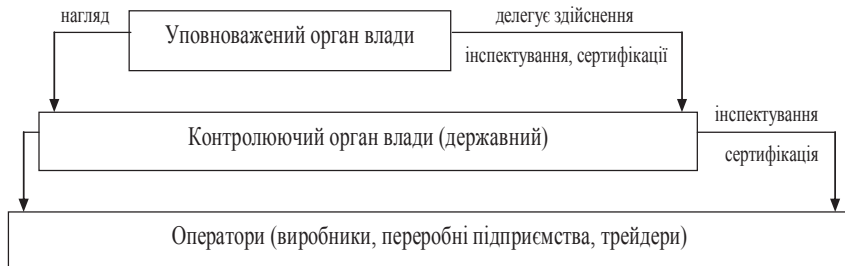 нагляд
Уповноважений орган влади
делегує здійснення
інспектування, сертифікації
Контролюючий орган влади (державний)
інспектування
сертифікація
Оператори (виробники, переробні підприємства, трейдери)